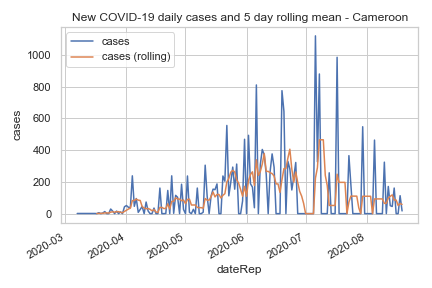 New COVID-19 daily cases and 5 day rolling mean - Cameroon
cases
cases (rolling)
1000
800
600
400
200
0
cases
2020-03
2020-04
2020-05
2020-06
2020-07
2020-08
dateRep